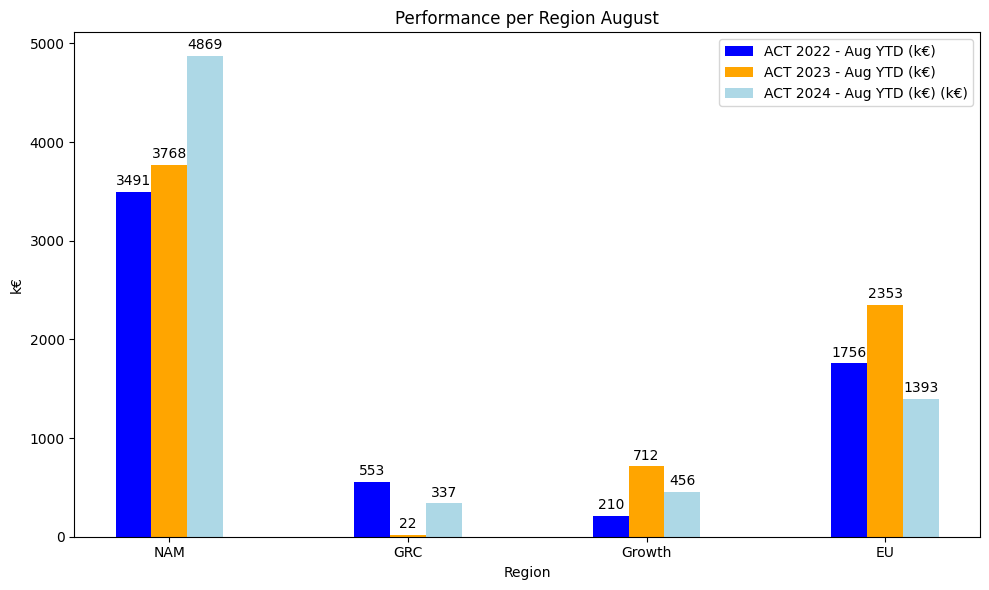 Performance per Region August
ACT 2022 - Aug YTD (k€)
ACT 2023 - Aug YTD (k€)
ACT 2024 - Aug YTD (k€) (k€)
k€
5000
4000
3000
2000
1000
0
3491
3768
4869
553
22
337
210
712
456
1756
2353
1393
NAM
GRC
Growth
EU
Region